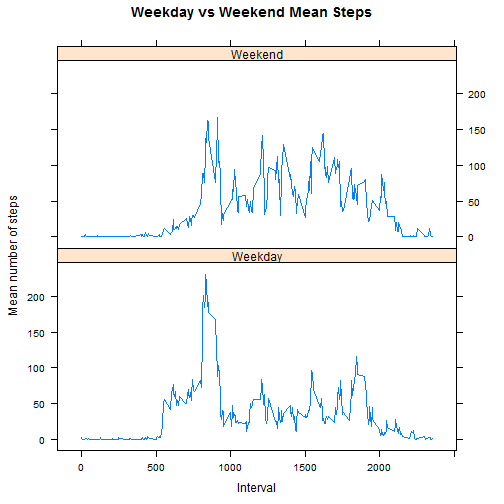 Weekday vs Weekend Mean Steps
Weekend
200
150
100
50
0
Weekday
200
150
100
50
0
Mean number of steps
0 500 1000 1500 2000
Interval